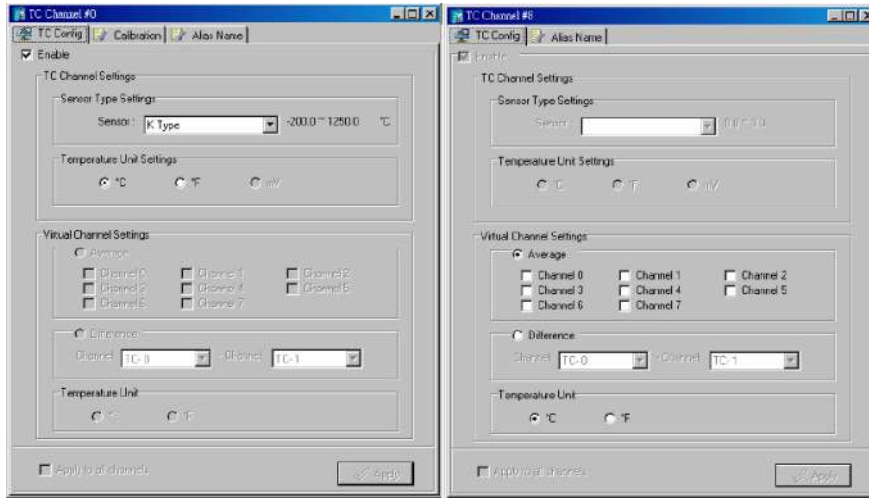 TC Channel #0
TC Config Calibration Alias Name
Enable
TC Channel Settings
Sensor Type Settings
Sensor : K Type -200.0 ~ 1250.0 °C
Temperature Unit Settings
°C °F mV
Virtual Channel Settings
Average
Channel 0 Channel 1 Channel 2
Channel 3 Channel 4 Channel 5
Channel 6 Channel 7
Difference
Channel TC-0 - Channel TC-1
Temperature Unit
°C °F
Apply to all channels Apply
TC Channel #8
TC Config Alias Name
Enable
TC Channel Settings
Sensor Type Settings
Sensor : 0.0 ~ 0.0
Temperature Unit Settings
°C °F mV
Virtual Channel Settings
Average
Channel 0 Channel 1 Channel 2
Channel 3 Channel 4 Channel 5
Channel 6 Channel 7
Difference
Channel TC-0 - Channel TC-1
Temperature Unit
°C °F
Apply to all channels Apply